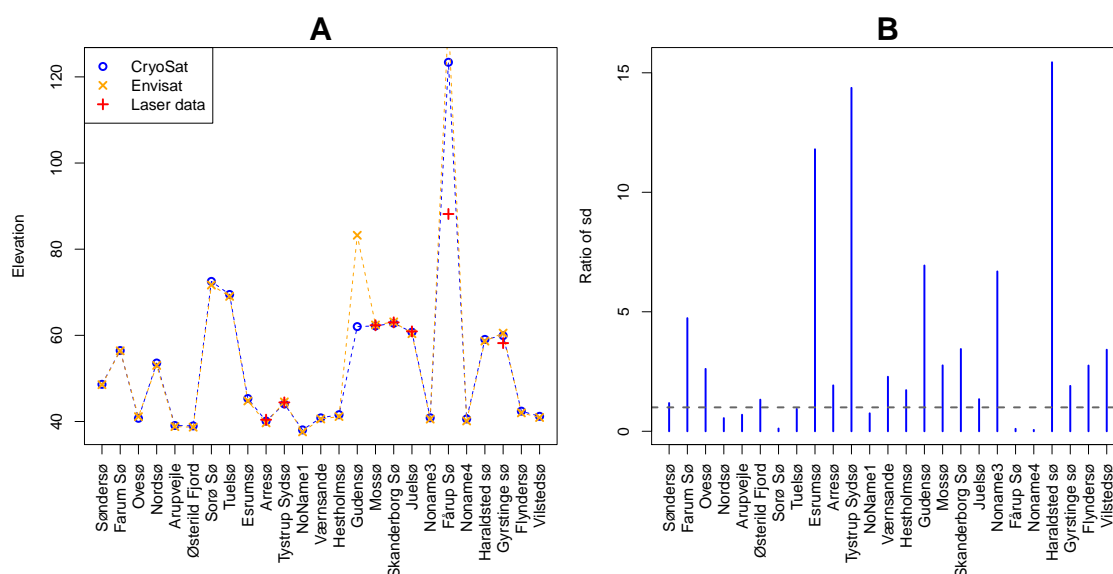 A
CryoSat
Envisat
Laser data
Elevation
120
100
80
60
40
Søndersø
Farum Sø
Ovesø
Nordsø
Arupvejle
Østerild Fjord
Sorø Sø
Tuelsø
Esrumsø
Arresø
Tystrup Sydsø
NoName1
Værnsande
Hestholmsø
Gudensø
Mossø
Skanderborg Sø
Juelsø
Noname3
Fårup Sø
Noname4
Haraldsted sø
Gyrstinge sø
Flyndersø
Vilstedsø
B
Ratio of sd
15
10
5
0
Søndersø
Farum Sø
Ovesø
Nordsø
Arupvejle
Østerild Fjord
Sorø Sø
Tuelsø
Esrumsø
Arresø
Tystrup Sydsø
NoName1
Værnsande
Hestholmsø
Gudensø
Mossø
Skanderborg Sø
Juelsø
Noname3
Fårup Sø
Noname4
Haraldsted sø
Gyrstinge sø
Flyndersø
Vilstedsø